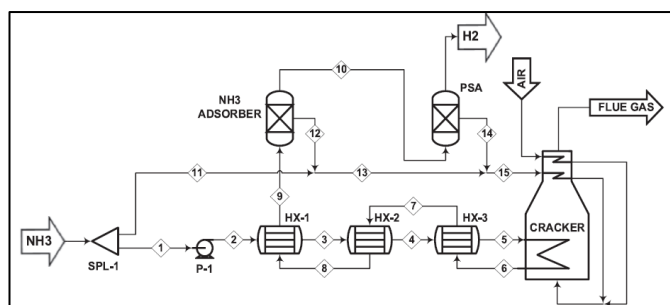 H2
10
PSA
AIR
NH3
ADSORBER
FLUE GAS
12
14
11
13
15
9
7
CRACKER
NH3
HX-1
HX-2
HX-3
1
2
3
4
5
SPL-1
P-1
8
6